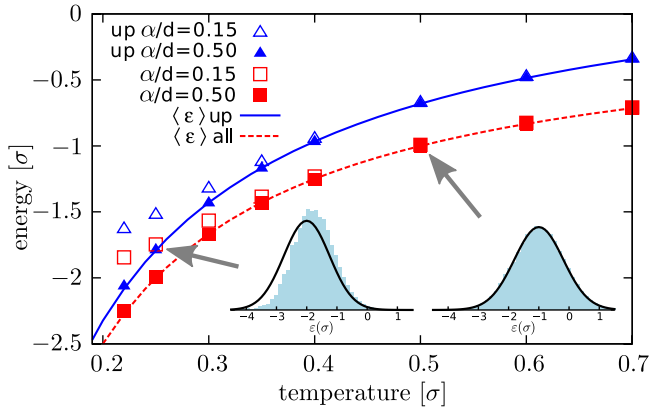 0
−0.5
−1
−1.5
−2
−2.5
energy [σ]
up α/d=0.15
up α/d=0.50
α/d=0.15
α/d=0.50
⟨ε⟩up
⟨ε⟩all
−4 −3 −2 −1 0 1
ε(σ)
−4 −3 −2 −1 0 1
ε(σ)
0.2 0.3 0.4 0.5 0.6 0.7
temperature [σ]